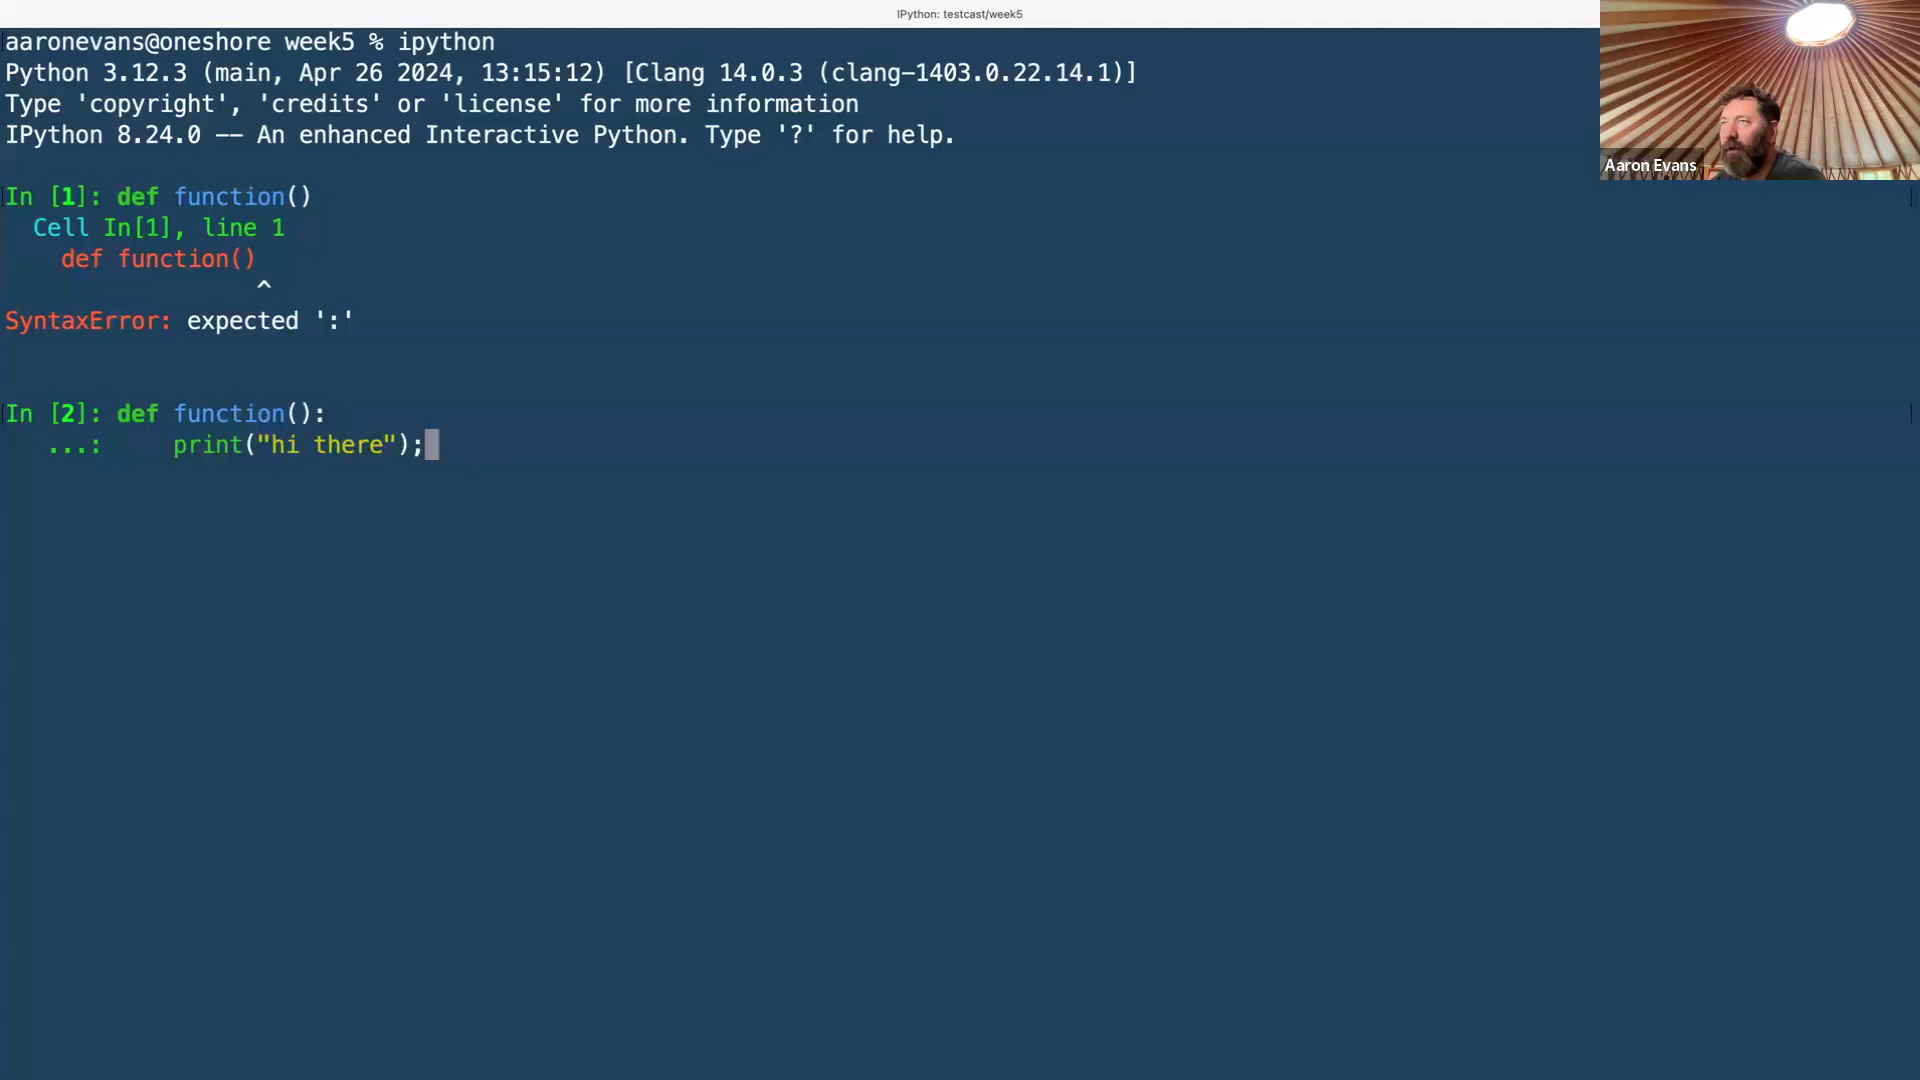 IPython: testcast/week5
aaronevans@oneshore week5 % ipython
Python 3.12.3 (main, Apr 26 2024, 13:15:12) [Clang 14.0.3 (clang-1403.0.22.14.1)]
Type 'copyright', 'credits' or 'license' for more information
IPython 8.24.0 -- An enhanced Interactive Python. Type '?' for help.
Aaron Evans
In [1]: def function()
  Cell In[1], line 1
    def function()
                  ^
SyntaxError: expected ':'
In [2]: def function():
   ...:     print("hi there");